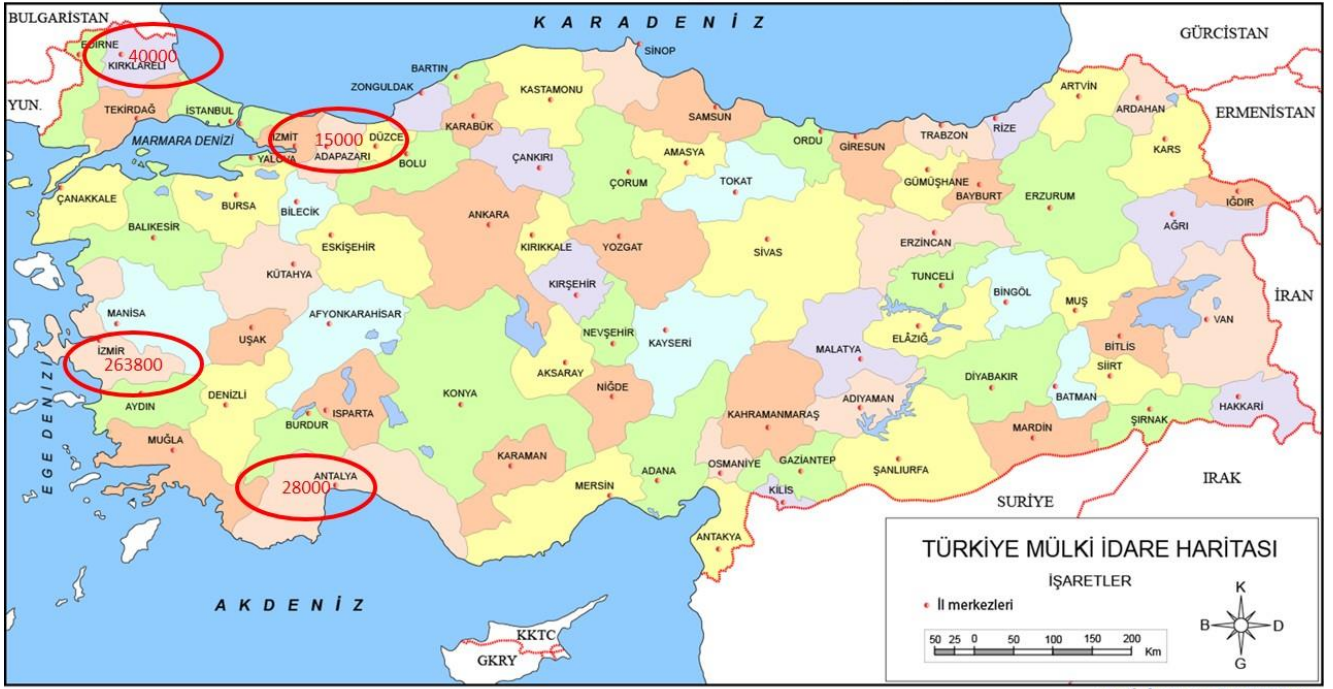 BULGARİSTAN
K A R A D E N İ Z
GÜRCİSTAN
EDİRNE
40000
KIRKLARELİ
SİNOP
BARTIN
ZONGULDAK
KASTAMONU
ARTVİN
ARDAHAN
YUN.
TEKİRDAĞ
İSTANBUL
KARABÜK
SAMSUN
ERMENİSTAN
MARMARA DENİZİ
İZMİT
15000
DÜZCE
ADAPAZARI
BOLU
ORDU
GİRESUN
TRABZON
RİZE
KARS
YALOVA
ÇANKIRI
AMASYA
ÇORUM
TOKAT
GÜMÜŞHANE
BAYBURT
ERZURUM
IĞDIR
ÇANAKKALE
BURSA
BİLECİK
BALIKESİR
ANKARA
AĞRI
ESKİŞEHİR
KIRIKKALE
YOZGAT
SİVAS
ERZİNCAN
KÜTAHYA
TUNCELİ
KIRŞEHİR
BİNGÖL
MUŞ
İRAN
MANİSA
AFYONKARAHİSAR
UŞAK
NEVŞEHİR
KAYSERİ
ELÂZIĞ
VAN
İZMİR
263800
MALATYA
BİTLİS
AKSARAY
SİİRT
DİYABAKIR
AYDIN
DENİZLİ
KONYA
NİĞDE
BATMAN
ADIYAMAN
HAKKARİ
ISPARTA
BURDUR
KAHRAMANMARAŞ
MARDİN
ŞIRNAK
EGE DENİZİ
MUĞLA
KARAMAN
OSMANİYE
GAZİANTEP
ŞANLIURFA
ADANA
ANTALYA
28000
MERSİN
KİLİS
IRAK
SURİYE
ANTAKYA
A K D E N İ Z
KKTC
GKRY
TÜRKİYE MÜLKİ İDARE HARİTASI
İŞARETLER
İl merkezleri
K
B
D
G
50 25 0 50 100 150 200
Km